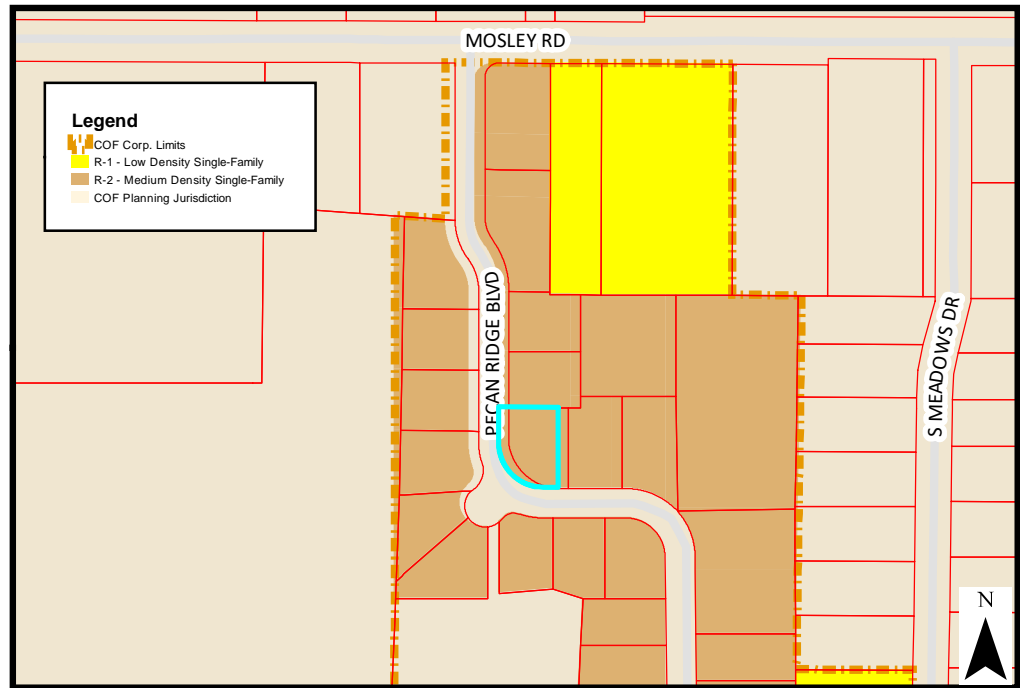 MOSLEY RD
Legend
COF Corp. Limits
R-1 - Low Density Single-Family
R-2 - Medium Density Single-Family
COF Planning Jurisdiction
PECAN RIDGE BLVD
S MEADOWS DR
N